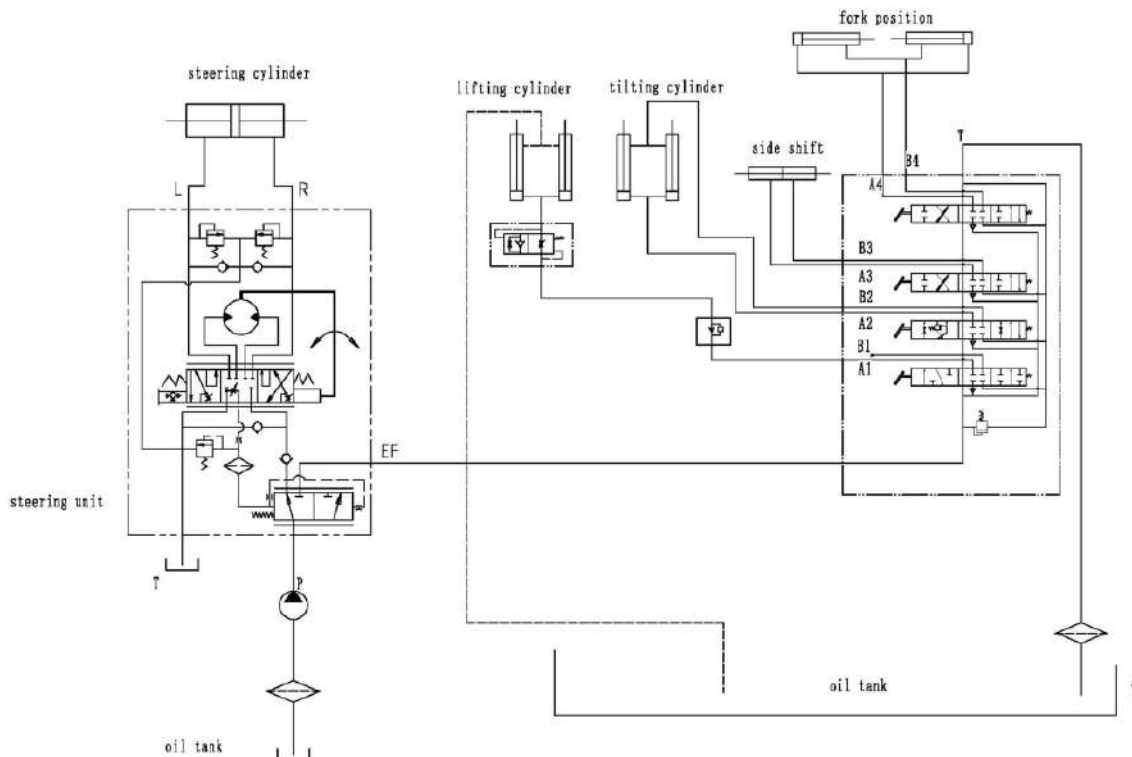 fork position
steering cylinder
lifting cylinder
tilting cylinder
side shift
T
B4
A4
L
R
B3
A3
B2
A2
B1
A1
EF
steering unit
T
P
oil tank
oil tank